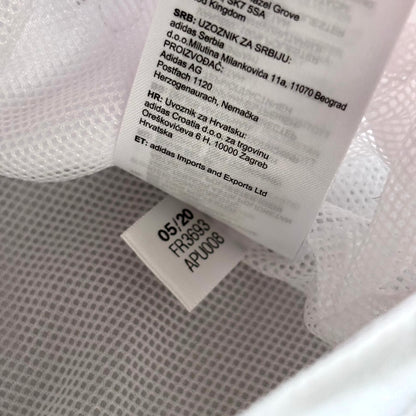 azel Grove
SK7 5SA
d Kingdom
SRB: UZOZNIK ZA SRBIJU:
adidas Serbia
d.o.o.Milutina Milankovića 11a, 11070 Beograd
PROIZVOĐAČ:
Adidas AG
Postfach 1120
Herzogenaurach, Nemačka
HR: Uvoznik za Hrvatsku:
adidas Croatia d.o.o. za trgovinu
Oreškovićeva 6 H, 10000 Zagreb
Hrvatska
ET: adidas Imports and Exports Ltd
05/20
FR3693
APU008